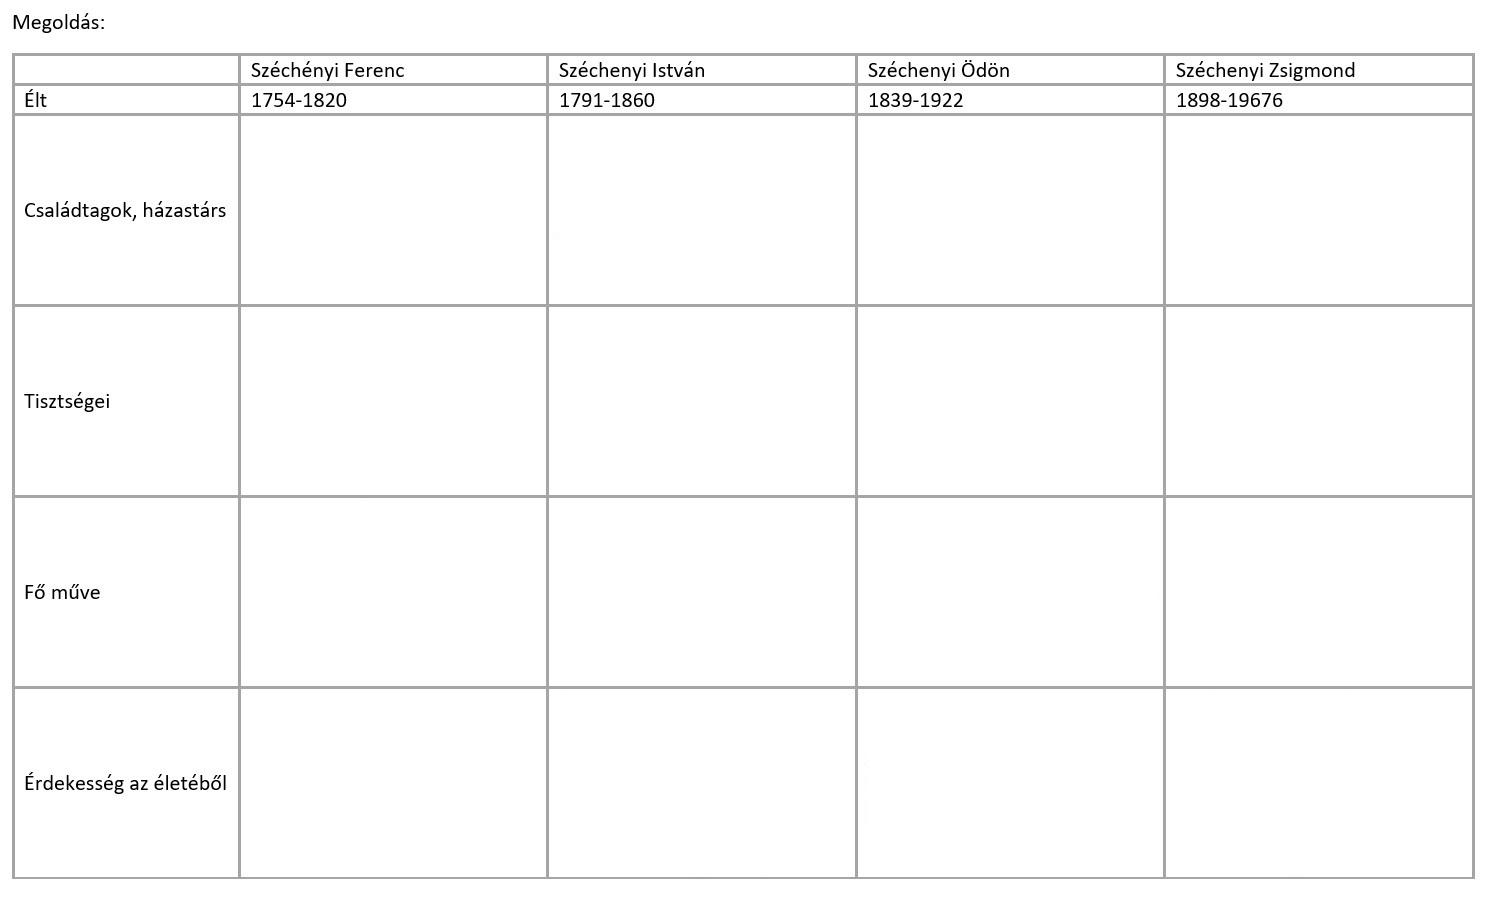 Megoldás:
Széchényi Ferenc Széchenyi István Széchenyi Ödön Széchenyi Zsigmond
Élt 1754-1820 1791-1860 1839-1922 1898-19676
Családtagok, házastárs
Tisztségei
Fő műve
Érdekesség az életéből